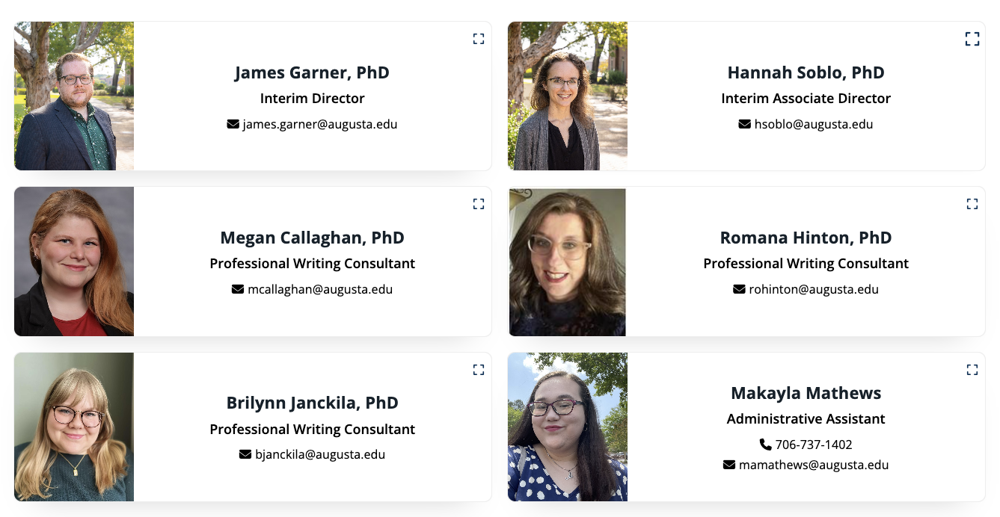 James Garner, PhD
Interim Director
james.garner@augusta.edu
Hannah Soblo, PhD
Interim Associate Director
hsoblo@augusta.edu
Megan Callaghan, PhD
Professional Writing Consultant
mcallaghan@augusta.edu
Romana Hinton, PhD
Professional Writing Consultant
rohinton@augusta.edu
Brilynn Janckila, PhD
Professional Writing Consultant
bjanckila@augusta.edu
Makayla Mathews
Administrative Assistant
706-737-1402
mamathews@augusta.edu